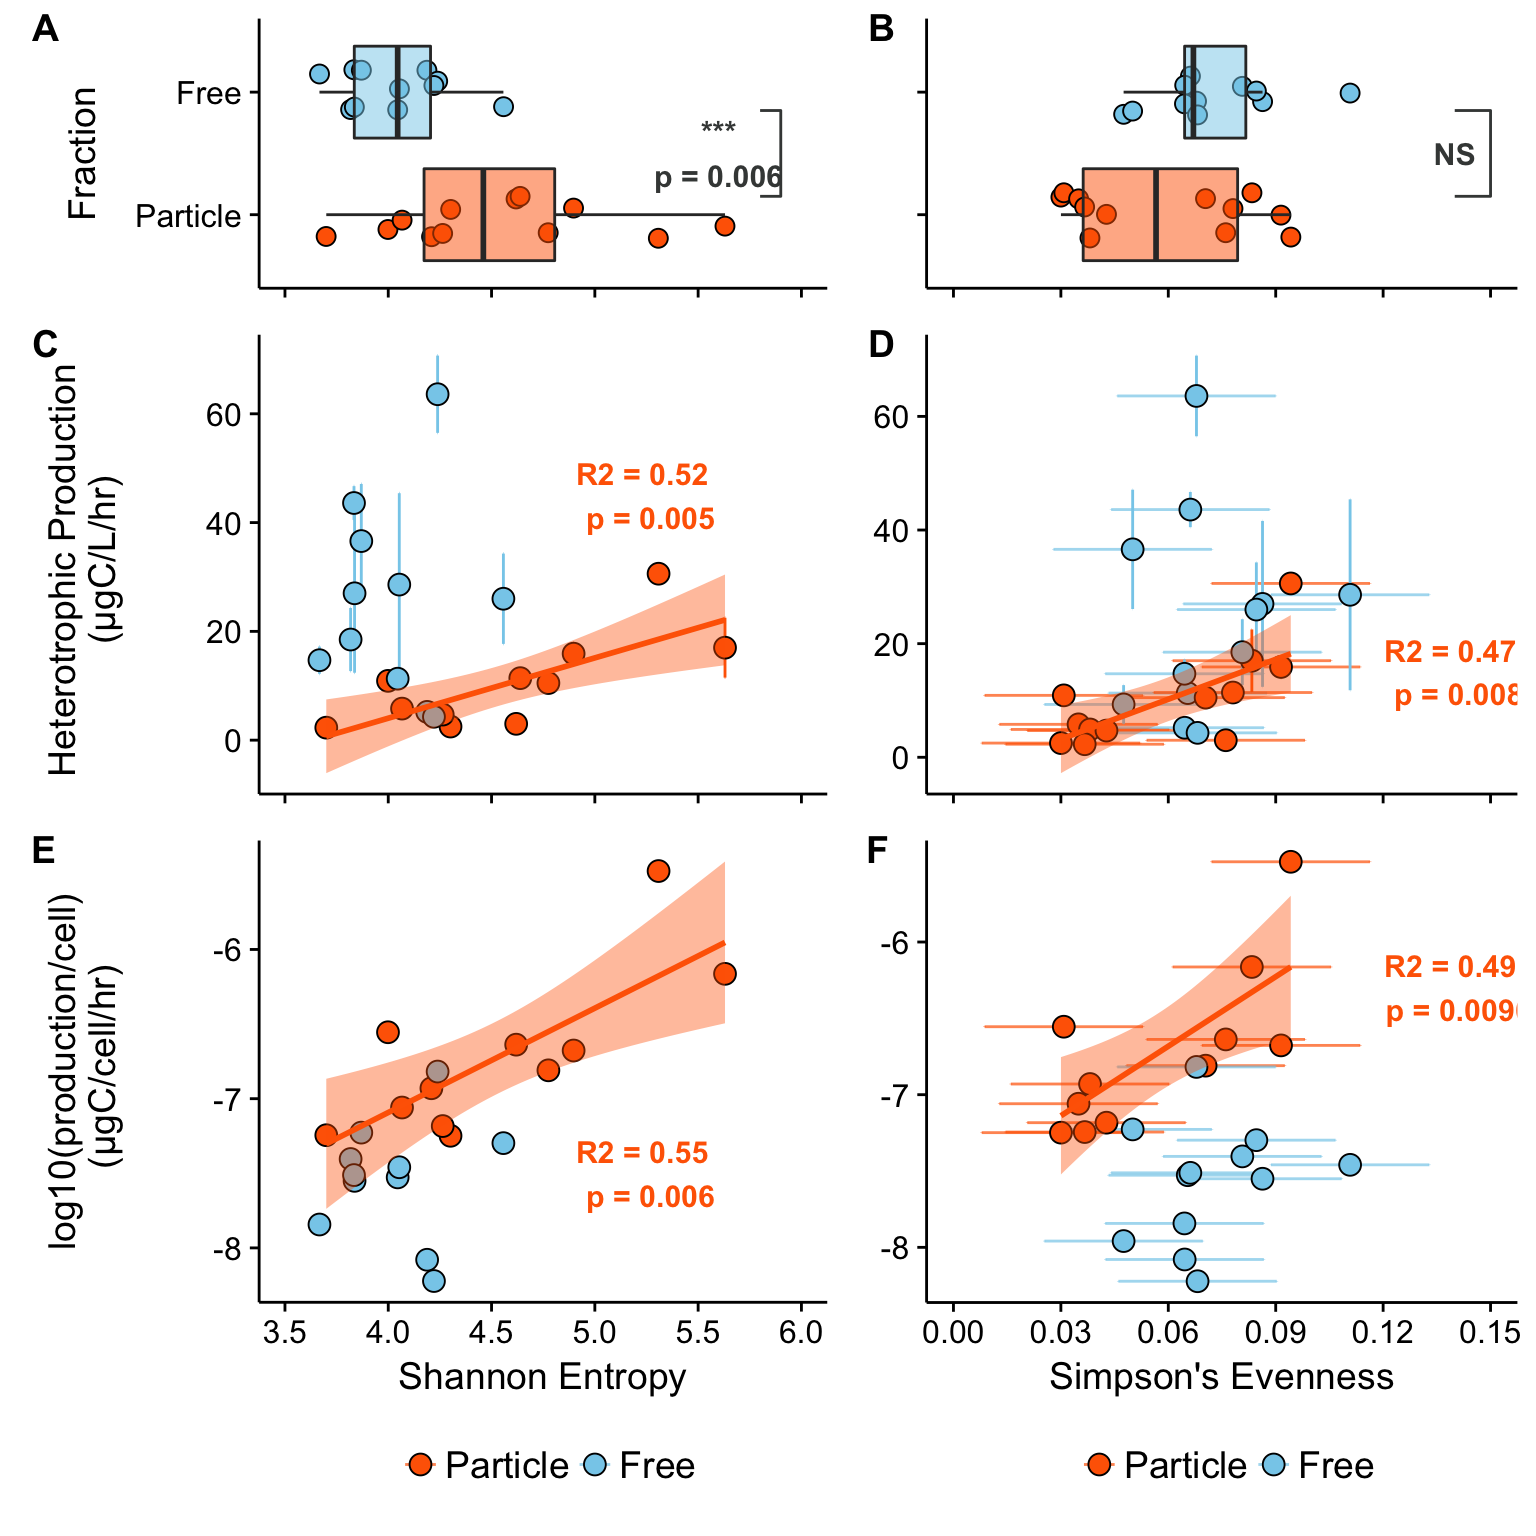 A
B
Fraction
Free
Particle
***
p = 0.006
NS
C
D
Heterotrophic Production
(µgC/L/hr)
60
40
20
0
R2 = 0.52
p = 0.005
60
40
20
0
R2 = 0.47
p = 0.008
E
F
log10(production/cell)
(µgC/cell/hr)
-6
-7
-8
R2 = 0.55
p = 0.006
-6
-7
-8
R2 = 0.49
p = 0.009
3.5 4.0 4.5 5.0 5.5 6.0
0.00 0.03 0.06 0.09 0.12 0.15
Shannon Entropy
Simpson's Evenness
Particle Free
Particle Free